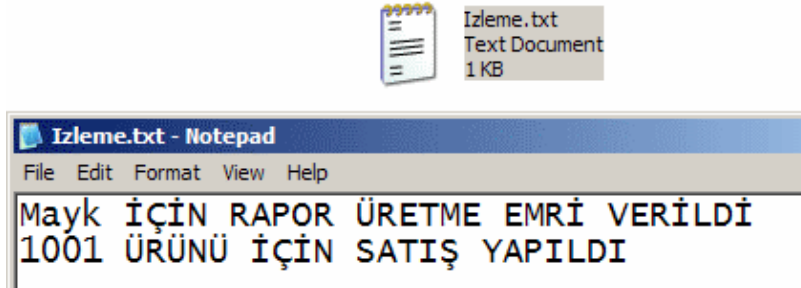 Izleme.txt
Text Document
1 KB
Izleme.txt - Notepad
File Edit Format View Help
Mayk İÇİN RAPOR ÜRETME EMRİ VERİLDİ
1001 ÜRÜNÜ İÇİN SATIŞ YAPILDI